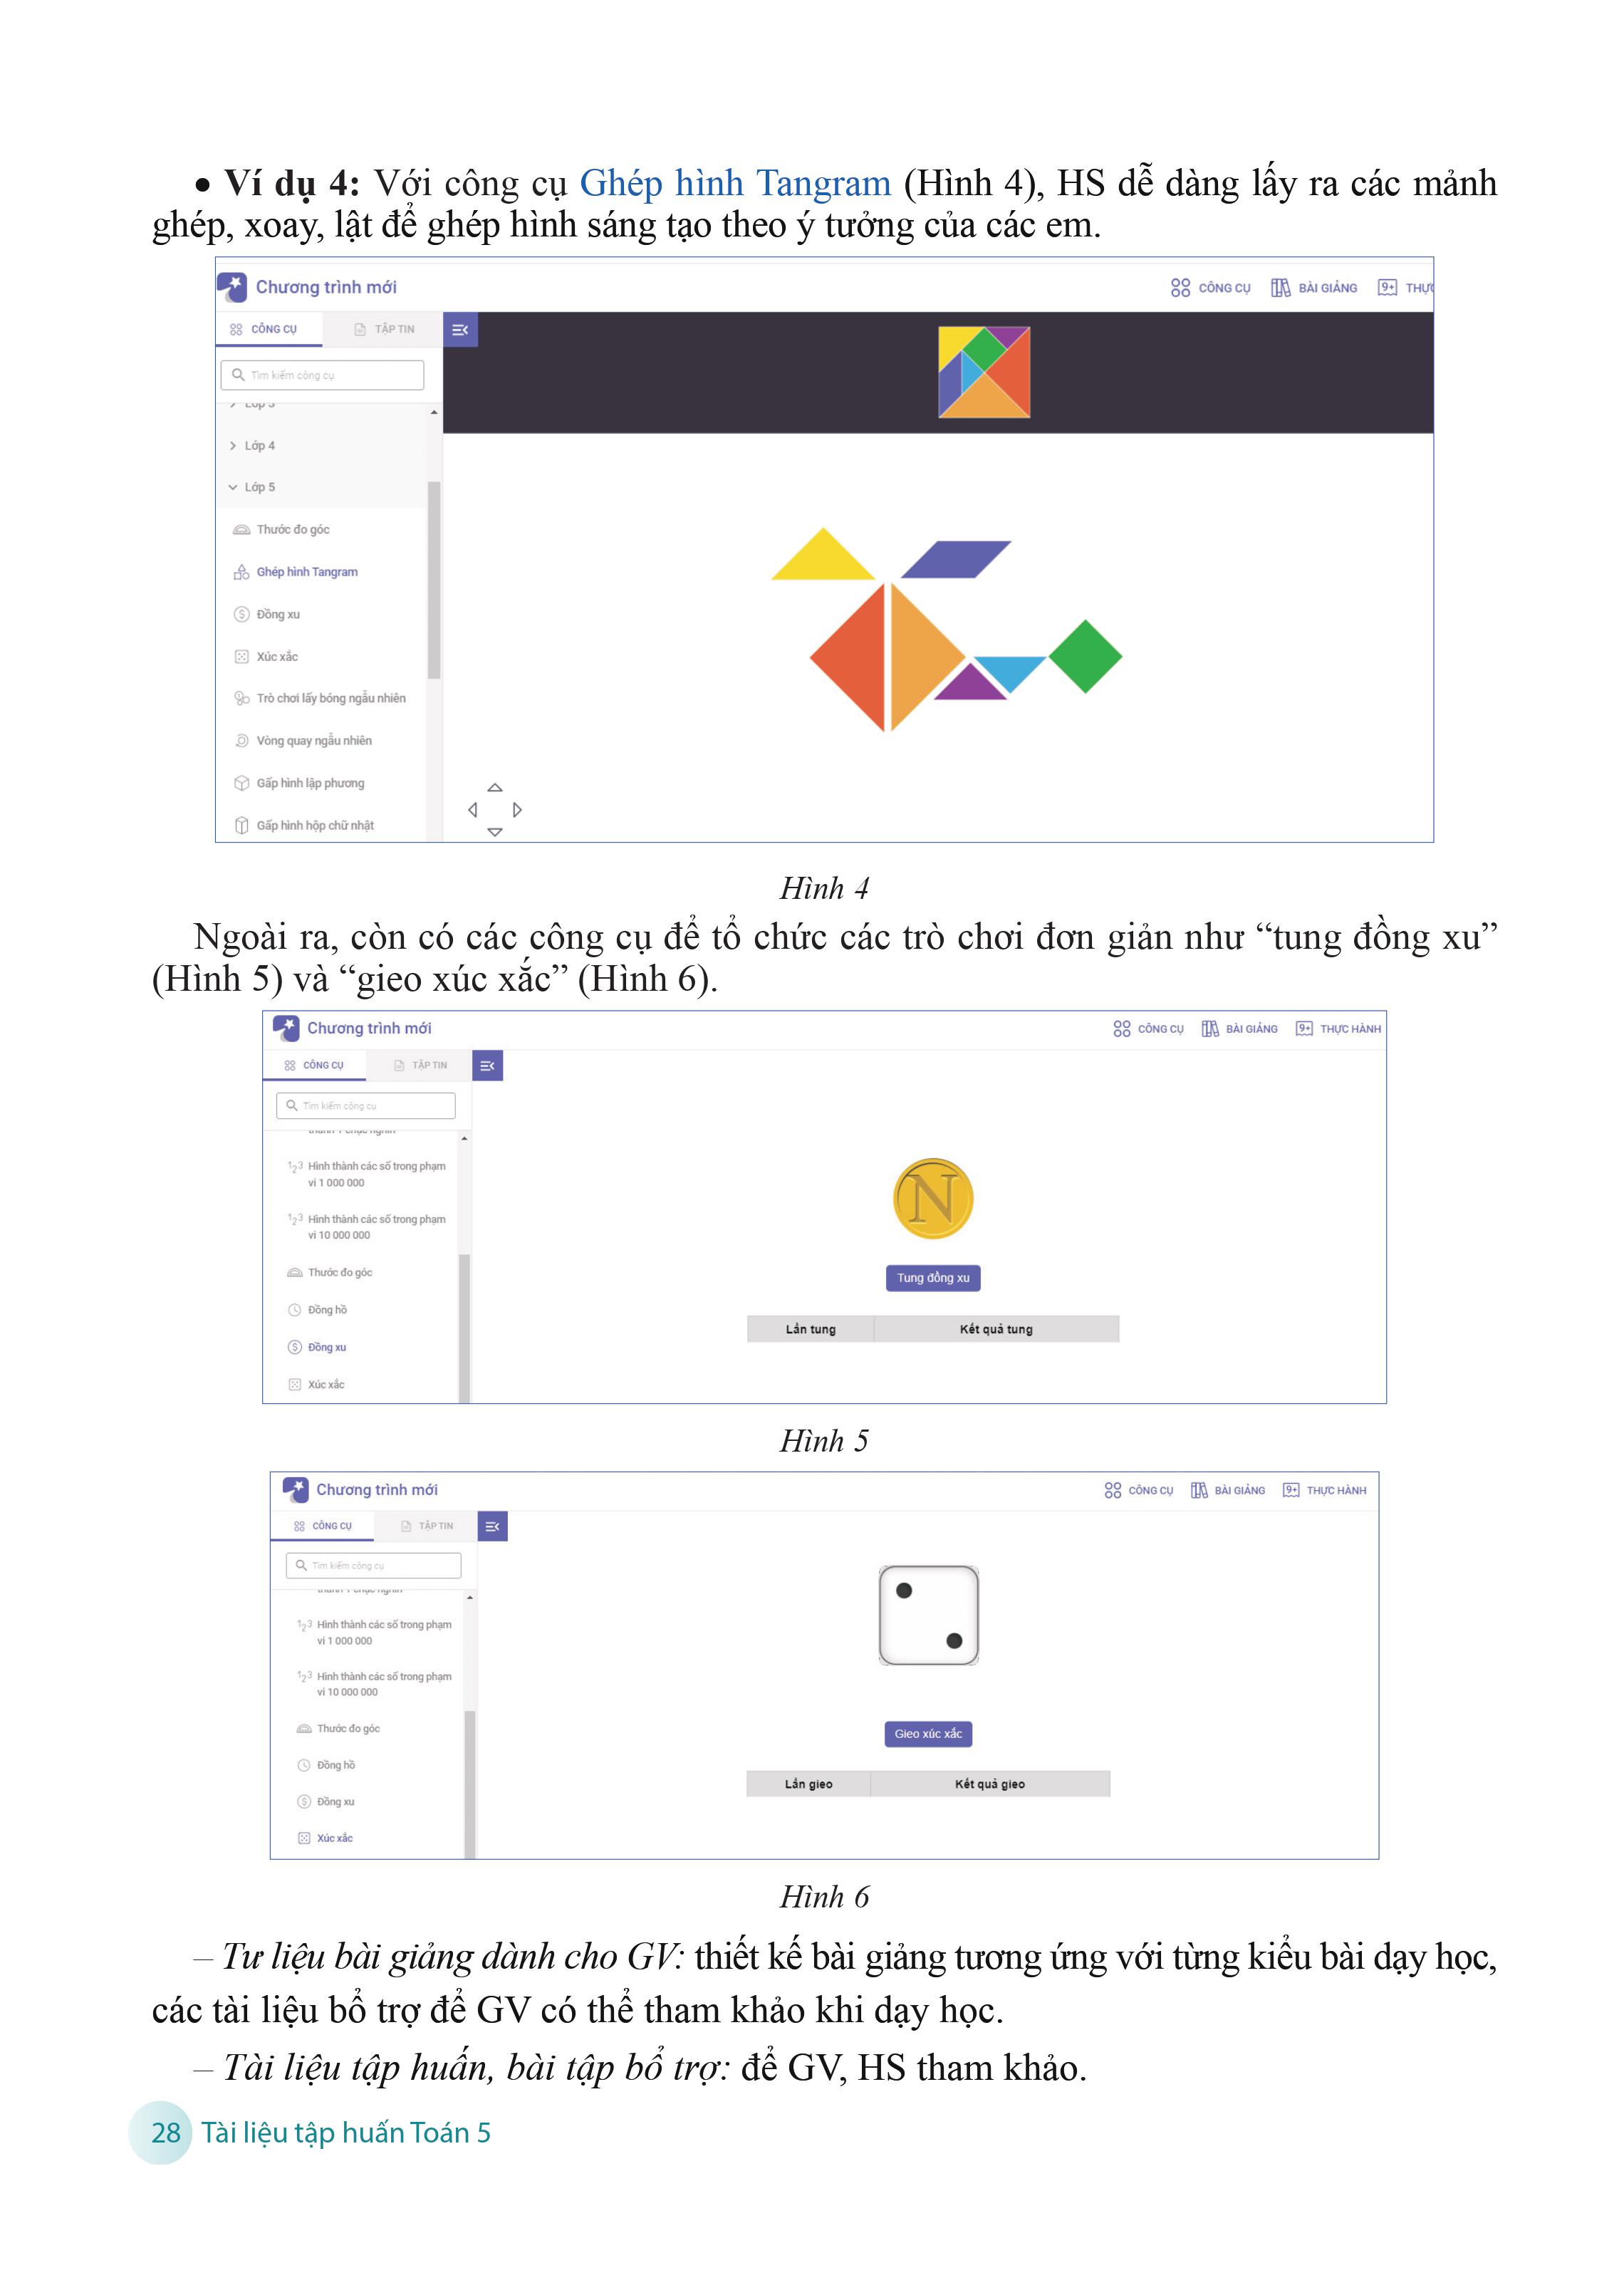 • Ví dụ 4: Với công cụ Ghép hình Tangram (Hình 4), HS dễ dàng lấy ra các mảnh
ghép, xoay, lật để ghép hình sáng tạo theo ý tưởng của các em.
Chương trình mới
CÔNG CỤ
BÀI GIẢNG
CÔNG CỤ
TẬP TIN
Tìm kiếm công cụ
Lớp 4
Lớp 5
Thước đo góc
Ghép hình Tangram
Đồng xu
Xúc xắc
Trò chơi lấy bóng ngẫu nhiên
Vòng quay ngẫu nhiên
Gấp hình lập phương
Gấp hình hộp chữ nhật
Hình 4
Ngoài ra, còn có các công cụ để tổ chức các trò chơi đơn giản như “tung đồng xu”
(Hình 5) và “gieo xúc xắc” (Hình 6).
Chương trình mới
CÔNG CỤ
BÀI GIẢNG
THỰC HÀNH
CÔNG CỤ
TẬP TIN
Tìm kiếm công cụ
Hình thành các số trong phạm
vi 1 000 000
Hình thành các số trong phạm
vi 10 000 000
Thước đo góc
Đồng hồ
Đồng xu
Xúc xắc
N
Tung đồng xu
Lần tung
Kết quả tung
Hình 5
Chương trình mới
CÔNG CỤ
BÀI GIẢNG
THỰC HÀNH
CÔNG CỤ
TẬP TIN
Tìm kiếm công cụ
Hình thành các số trong phạm
vi 1 000 000
Hình thành các số trong phạm
vi 10 000 000
Thước đo góc
Đồng hồ
Đồng xu
Xúc xắc
Gieo xúc xắc
Lần gieo
Kết quả gieo
Hình 6
– Tư liệu bài giảng dành cho GV: thiết kế bài giảng tương ứng với từng kiểu bài dạy học,
các tài liệu bổ trợ để GV có thể tham khảo khi dạy học.
– Tài liệu tập huấn, bài tập bổ trợ: để GV, HS tham khảo.
28 Tài liệu tập huấn Toán 5